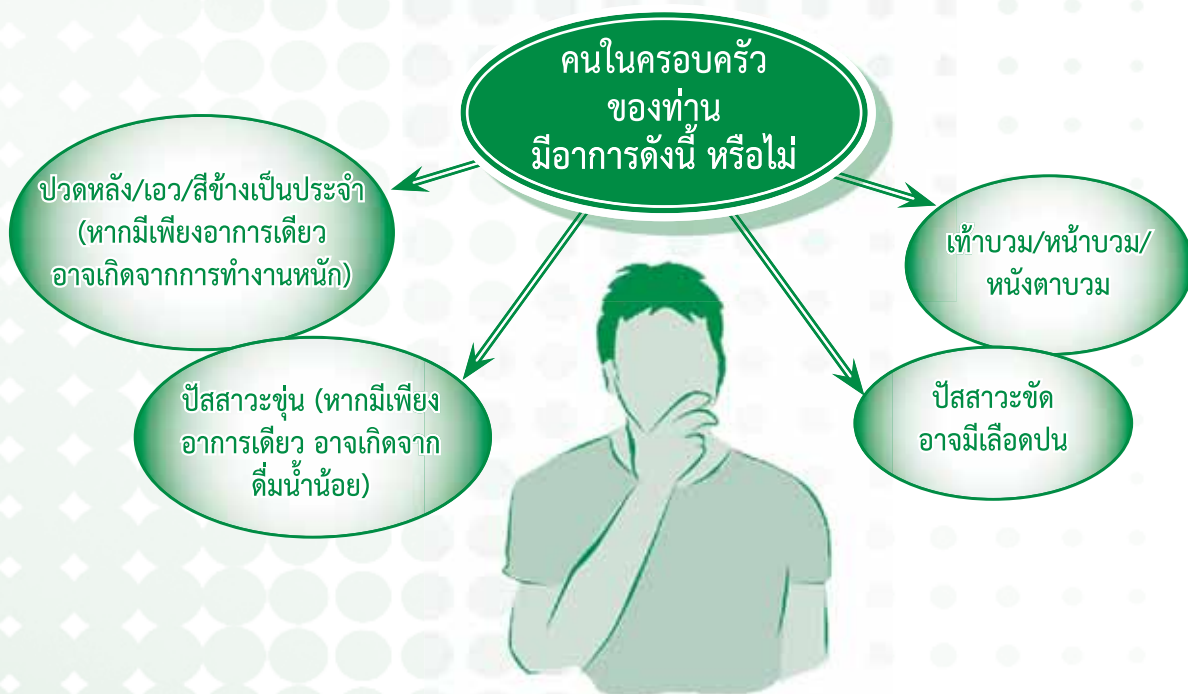 คนในครอบครัว
ของท่าน
มีอาการดังนี้ หรือไม่
ปวดหลัง/เอว/สีข้างเป็นประจำ
(หากมีเพียงอาการเดียว
อาจเกิดจากการทำงานหนัก)
ปัสสาวะขุ่น (หากมีเพียง
อาการเดียว อาจเกิดจาก
ดื่มน้ำน้อย)
เท้าบวม/หน้าบวม/
หนังตาบวม
ปัสสาวะขัด
อาจมีเลือดปน